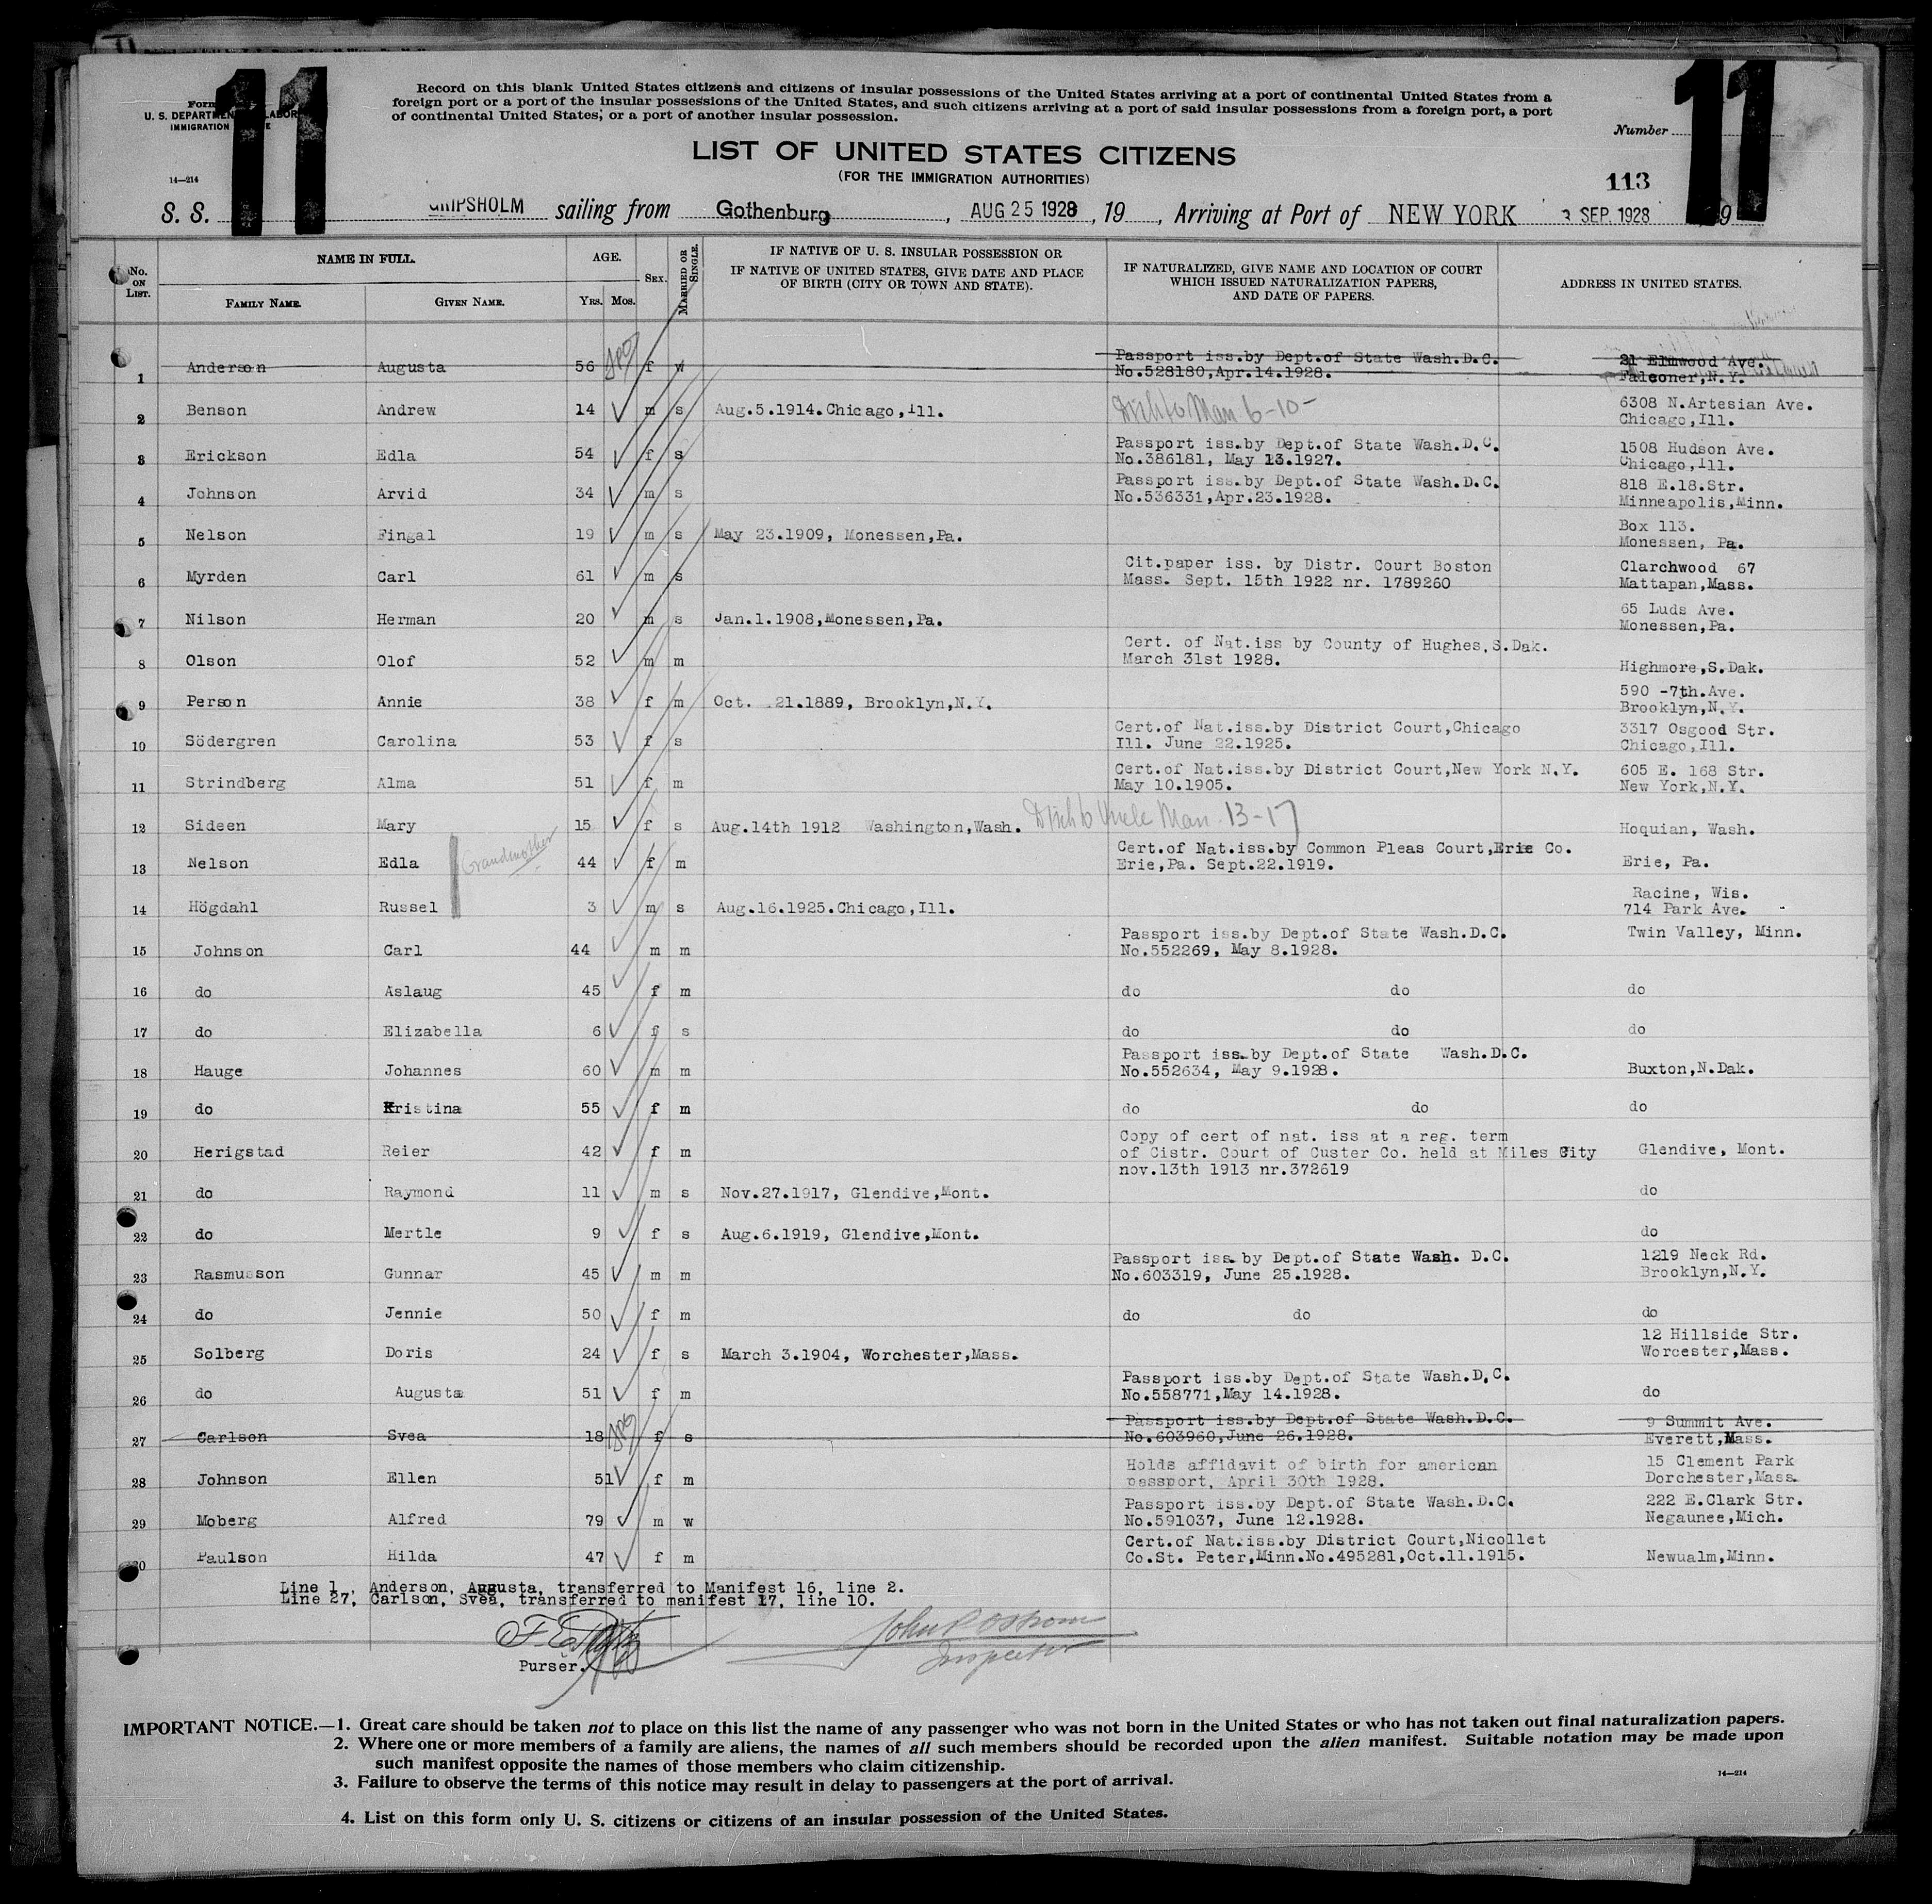 11
11
Form
U. S. DEPARTMENT LABOR
IMMIGRATION
14—214
Record on this blank United States citizens and citizens of insular possessions of the United States arriving at a port of continental United States from a
foreign port or a port of the insular possessions of the United States, and such citizens arriving at a port of said insular possessions from a foreign port, a port
of continental United States, or a port of another insular possession.
Number
LIST OF UNITED STATES CITIZENS
(FOR THE IMMIGRATION AUTHORITIES)
113
S. S. GRIPSHOLM sailing from Gothenburg, AUG 25 1928, 19 , Arriving at Port of NEW YORK 3 SEP. 1928 9
No. ON LIST. NAME IN FULL. AGE. SEX. MARRIED OR SINGLE. IF NATIVE OF U. S. INSULAR POSSESSION OR IF NATIVE OF UNITED STATES, GIVE DATE AND PLACE OF BIRTH (CITY OR TOWN AND STATE). IF NATURALIZED, GIVE NAME AND LOCATION OF COURT WHICH ISSUED NATURALIZATION PAPERS, AND DATE OF PAPERS. ADDRESS IN UNITED STATES.
FAMILY NAME. GIVEN NAME. YRS. MOS.
1 Anderson Augusta 56 f w Passport iss.by Dept.of State Wash.D.C. No.528180,Apr.14.1928. 21 Elmwood Ave. Falconer,N.Y.
2 Benson Andrew 14 m s Aug.5.1914.Chicago,Ill. Man 6-10- 6308 N.Artesian Ave. Chicago,Ill.
3 Erickson Edla 54 f s Passport iss.by Dept.of State Wash.D.C. No.386181, May 13.1927. 1508 Hudson Ave. Chicago,Ill.
4 Johnson Arvid 34 m s Passport iss.by Dept.of State Wash.D.C. No.536331,Apr.23.1928. 818 E.18.Str. Minneapolis,Minn.
5 Nelson Fingal 19 m s May 23.1909, Monessen,Pa. Box 113. Monessen, Pa.
6 Myrden Carl 61 m s Cit.paper iss. by Distr. Court Boston Mass. Sept. 15th 1922 nr. 1789260 Clarchwood 67 Mattapan,Mass.
7 Nilson Herman 20 m s Jan.1.1908,Monessen,Pa. 65 Luds Ave. Monessen,Pa.
8 Olson Olof 52 m m Cert. of Nat.iss by County of Hughes,S.Dak. March 31st 1928. Highmore,S.Dak.
9 Person Annie 38 f m Oct. 21.1889, Brooklyn,N.Y. 590 -7th.Ave. Brooklyn,N.Y.
10 Södergren Carolina 53 f s Cert.of Nat.iss.by District Court,Chicago Ill. June 22.1925. 3317 Osgood Str. Chicago,Ill.
11 Strindberg Alma 51 f m Cert.of Nat.iss.by District Court,New York N.Y. May 10.1905. 605 E. 168 Str. New York,N.Y.
12 Sideen Mary 15 f s Aug.14th 1912 Washington,Wash. Uncle Man. 13-17 Hoquian, Wash.
13 Nelson Edla Grandmother 44 f m Cert.of Nat.iss.by Common Pleas Court,Erie Co. Erie,Pa. Sept.22.1919. Erie, Pa.
14 Högdahl Russel 3 m s Aug.16.1925.Chicago,Ill. Racine, Wis. 714 Park Ave.
15 Johnson Carl 44 m m Passport iss.by Dept.of State Wash.D.C. No.552269, May 8.1928. Twin Valley, Minn.
16 do Aslaug 45 f m do do do
17 do Elizabella 6 f s do do do
18 Hauge Johannes 60 m m Passport iss.by Dept.of State Wash.D.C. No.552634, May 9.1928. Buxton,N.Dak.
19 do Kristina 55 f m do do do
20 Herigstad Reier 42 f m Copy of cert of nat. iss at a reg. term of Cistr. Court of Custer Co. held at Miles City nov.13th 1913 nr.372619 Glendive, Mont.
21 do Raymond 11 m s Nov.27.1917, Glendive,Mont. do
22 do Mertle 9 f s Aug.6.1919, Glendive,Mont. do
23 Rasmusson Gunnar 45 m m Passport iss by Dept.of State Wash. D.C. No.603319, June 25.1928. 1219 Neck Rd. Brooklyn,N.Y.
24 do Jennie 50 f m do do do
25 Solberg Doris 24 f s March 3.1904, Worchester,Mass. 12 Hillside Str. Worcester,Mass.
26 do Augusta 51 f m Passport iss.by Dept.of State Wash.D.C. No.558771,May 14.1928. do
27 Carlson Svea 18 f s Passport iss.by Dept.of State Wash.D.C. No.603960,June 26.1928. 9 Summit Ave. Everett,Mass.
28 Johnson Ellen 51 f m Holds affidavit of birth for american passport, April 30th 1928. 15 Clement Park Dorchester,Mass.
29 Moberg Alfred 79 m w Passport iss.by Dept.of State Wash.D.C. No.591037, June 12.1928. 222 E.Clark Str. Negaunee,Mich.
30 Paulson Hilda 47 f m Cert.of Nat.iss.by District Court,Nicollet Co.St. Peter,Minn.No.495281,Oct.11.1915. Newualm,Minn.
Line 1 , Anderson, Augusta, transferred to Manifest 16, line 2.
Line 27, Carlson, Svea, transferred to manifest 17, line 10.
John R Ostrom
Purser. Inspector
IMPORTANT NOTICE.—1. Great care should be taken not to place on this list the name of any passenger who was not born in the United States or who has not taken out final naturalization papers.
2. Where one or more members of a family are aliens, the names of all such members should be recorded upon the alien manifest. Suitable notation may be made upon
such manifest opposite the names of those members who claim citizenship.
3. Failure to observe the terms of this notice may result in delay to passengers at the port of arrival.
14—214
4. List on this form only U. S. citizens or citizens of an insular possession of the United States.